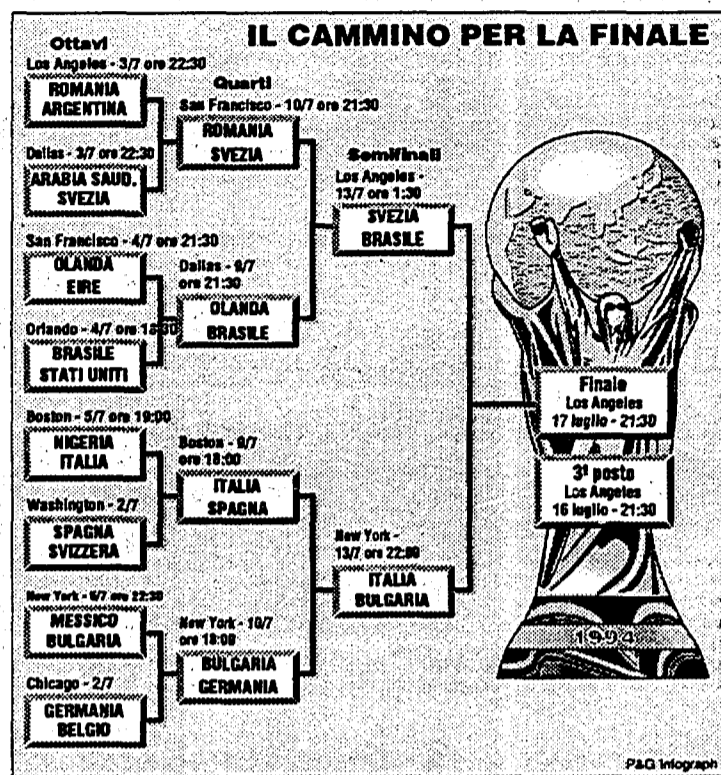 IL CAMMINO PER LA FINALE
Ottavi
Los Angeles - 3/7 ore 22:30
ROMANIA
ARGENTINA
Dallas - 3/7 ore 22:30
ARABIA SAUD.
SVEZIA
San Francisco - 4/7 ore 21:30
OLANDA
EIRE
Orlando - 4/7 ore 18:30
BRASILE
STATI UNITI
Boston - 5/7 ore 19:00
NIGERIA
ITALIA
Washington - 2/7
SPAGNA
SVIZZERA
New York - 5/7 ore 22:30
MESSICO
BULGARIA
Chicago - 2/7
GERMANIA
BELGIO
Quarti
San Francisco - 10/7 ore 21:30
ROMANIA
SVEZIA
Dallas - 9/7
ore 21:30
OLANDA
BRASILE
Boston - 9/7
ore 18:00
ITALIA
SPAGNA
New York - 10/7
ore 18:00
BULGARIA
GERMANIA
Semifinali
Los Angeles -
13/7 ore 1:30
SVEZIA
BRASILE
New York -
13/7 ore 22:00
ITALIA
BULGARIA
Finale
Los Angeles
17 luglio - 21:30
3º posto
Los Angeles
16 luglio - 21:30
1994
P&G Infograph